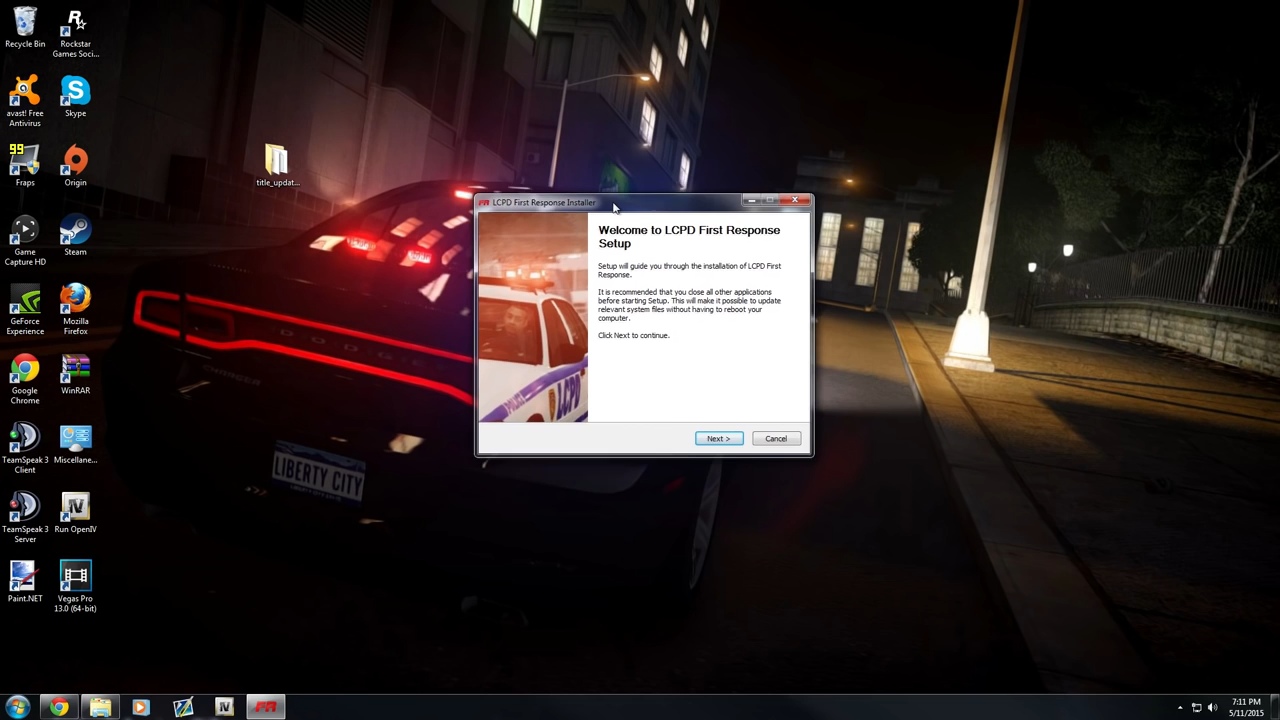 Recycle Bin
Rockstar
Games Soci...
avast! Free
Antivirus
Skype
99
Fraps
Origin
title_updat...
Game
Capture HD
Steam
GeForce
Experience
Mozilla
Firefox
Google
Chrome
WinRAR
TeamSpeak 3
Client
Miscellane...
TeamSpeak 3
Server
Run OpenIV
Paint.NET
Vegas Pro
13.0 (64-bit)
LCPD First Response Installer
Welcome to LCPD First Response
Setup
Setup will guide you through the installation of LCPD First
Response.
It is recommended that you close all other applications
before starting Setup. This will make it possible to update
relevant system files without having to reboot your
computer.
Click Next to continue.
LCPD
Next >
Cancel
DODGE
CHARGER
LIBERTY CITY
7:11 PM
5/11/2015